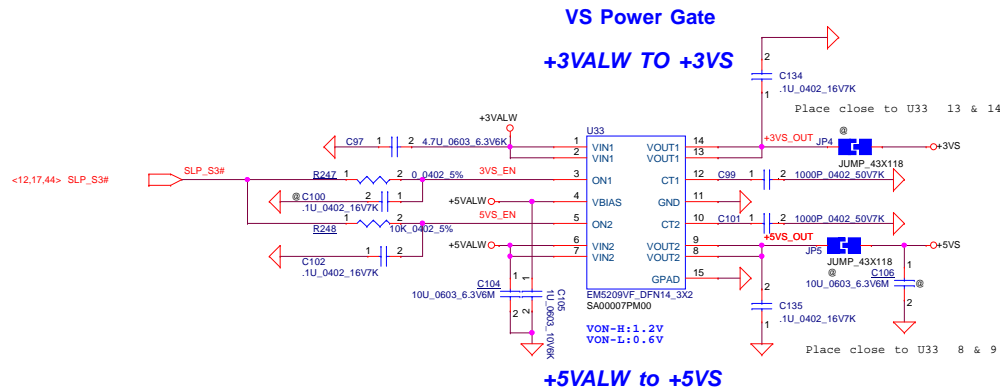 VS Power Gate
+3VALW TO +3VS
2
C134
.1U_0402_16V7K
1
Place close to U33 13 & 14
+3VALW
U33
C97 1 2 4.7U_0603_6.3V6K
1 VIN1 VOUT1 14
2 VIN1 VOUT1 13
+3VS_OUT
JP4
@
+3VS
JUMP_43X118
<12,17,44> SLP_S3#
SLP_S3#
R247 1 2 0_0402_5%
3VS_EN
3 ON1 CT1 12
C99 1 2 1000P_0402_50V7K
@ C100 1 2
.1U_0402_16V7K
+5VALW
4 VBIAS GND 11
R248 1 2 10K_0402_5%
5VS_EN
5 ON2 CT2 10
C101 1 2 1000P_0402_50V7K
+5VALW
6 VIN2 VOUT2 9
7 VIN2 VOUT2 8
+5VS_OUT
JP5
+5VS
JUMP_43X118
@
C102 1 2
.1U_0402_16V7K
GPAD 15
C104
10U_0603_6.3V6M
1
2
1
2
C105
1U_0603_10V6K
EM5209VF_DFN14_3X2
SA00007PM00
C106
10U_0603_6.3V6M
1
2
@
2
C135
.1U_0402_16V7K
1
VON-H:1.2V
VON-L:0.6V
Place close to U33 8 & 9
+5VALW to +5VS